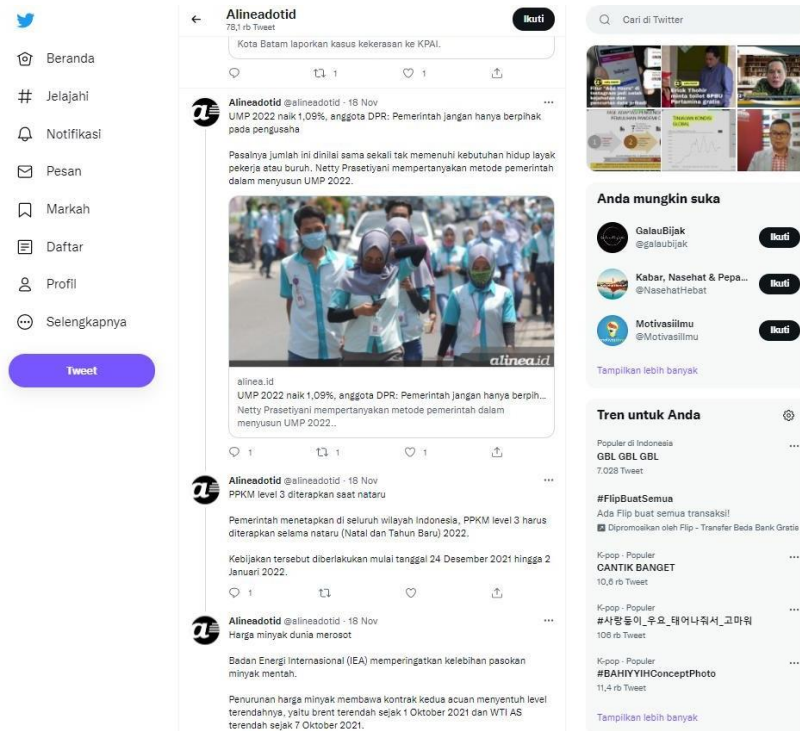 Beranda
Jelajahi
Notifikasi
Pesan
Markah
Daftar
Profil
Selengkapnya
Tweet
Alineadotid
78,1 rb Tweet
Ikuti
Kota Batam laporkan kasus kekerasan ke KPAI.
1
1
Alineadotid @alineadotid · 18 Nov
UMP 2022 naik 1,09%, anggota DPR: Pemerintah jangan hanya berpihak
pada pengusaha
Pasalnya jumlah ini dinilai sama sekali tak memenuhi kebutuhan hidup layak
pekerja atau buruh. Netty Prasetiyani mempertanyakan metode pemerintah
dalam menyusun UMP 2022.
alinea.id
alinea.id
UMP 2022 naik 1,09%, anggota DPR: Pemerintah jangan hanya berpih...
Netty Prasetiyani mempertanyakan metode pemerintah dalam
menyusun UMP 2022..
1
1
1
Alineadotid @alineadotid · 18 Nov
PPKM level 3 diterapkan saat nataru
Pemerintah menetapkan di seluruh wilayah Indonesia, PPKM level 3 harus
diterapkan selama nataru (Natal dan Tahun Baru) 2022.
Kebijakan tersebut diberlakukan mulai tanggal 24 Desember 2021 hingga 2
Januari 2022.
1
Alineadotid @alineadotid · 18 Nov
Harga minyak dunia merosot
Badan Energi Internasional (IEA) memperingatkan kelebihan pasokan
minyak mentah.
Penurunan harga minyak membawa kontrak kedua acuan menyentuh level
terendahnya, yaitu brent terendah sejak 1 Oktober 2021 dan WTI AS
terendah sejak 7 Oktober 2021.
Cari di Twitter
Erick Thohir
minta toilet SPBU
Pertamina gratis
Anda mungkin suka
GalauBijak
@galaubijak
Ikuti
Kabar, Nasehat & Pepa...
@NasehatHebat
Ikuti
Motivasiilmu
@MotivasiIlmu
Ikuti
Tampilkan lebih banyak
Tren untuk Anda
Populer di Indonesia
GBL GBL GBL
7.028 Tweet
#FlipBuatSemua
Ada Flip buat semua transaksi!
Dipromosikan oleh Flip - Transfer Beda Bank Gratis
K-pop · Populer
CANTIK BANGET
10,6 rb Tweet
K-pop · Populer
#사랑둥이_우요_태어나줘서_고마워
106 rb Tweet
K-pop · Populer
#BAHIYYIHConceptPhoto
11,4 rb Tweet
Tampilkan lebih banyak